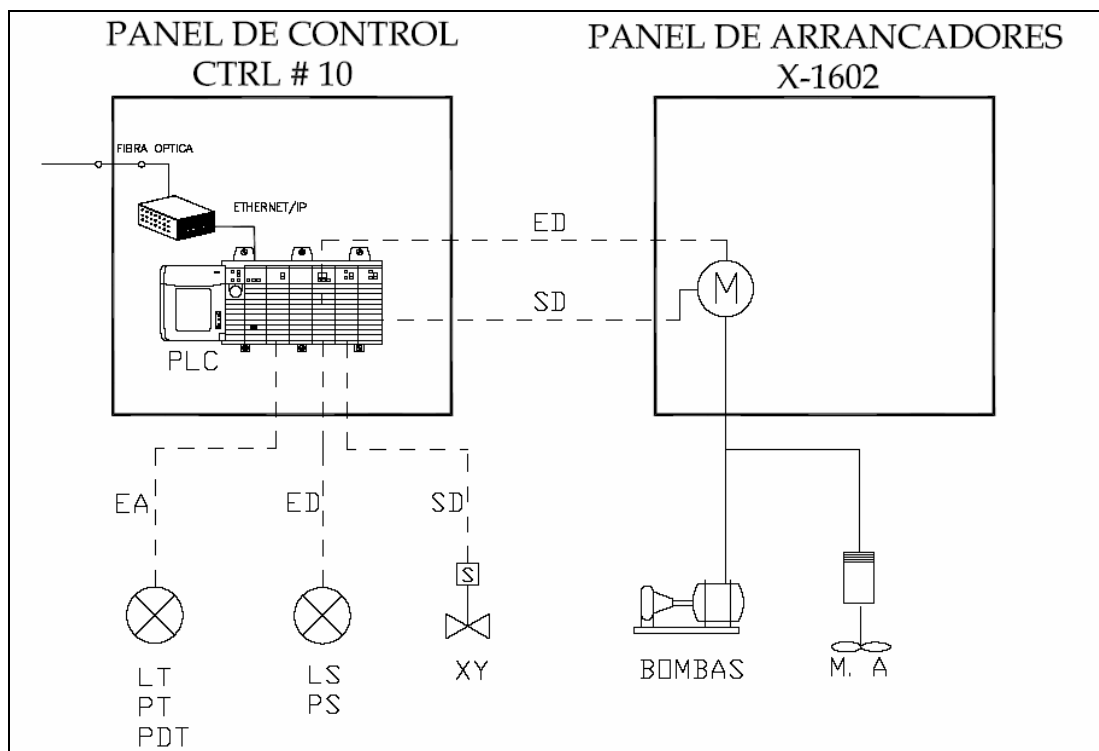 PANEL DE CONTROL
CTRL # 10
PANEL DE ARRANCADORES
X-1602
FIBRA OPTICA
ETHERNET/IP
PLC
ED
SD
M
EA
ED
SD
S
LT
PT
PDT
LS
PS
XY
BOMBAS
M. A